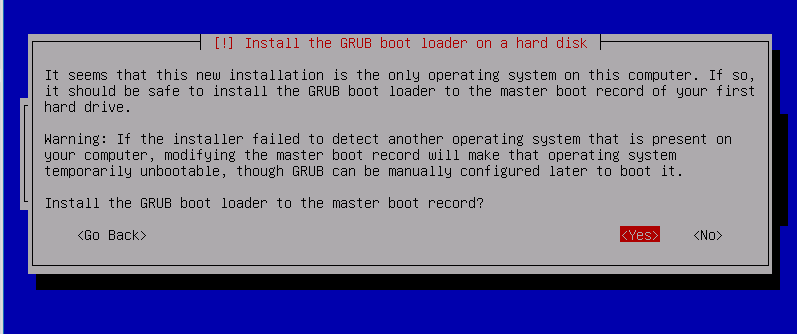 [!] Install the GRUB boot loader on a hard disk
It seems that this new installation is the only operating system on this computer. If so,
it should be safe to install the GRUB boot loader to the master boot record of your first
hard drive.
Warning: If the installer failed to detect another operating system that is present on
your computer, modifying the master boot record will make that operating system
temporarily unbootable, though GRUB can be manually configured later to boot it.
Install the GRUB boot loader to the master boot record?
<Go Back> <Yes> <No>